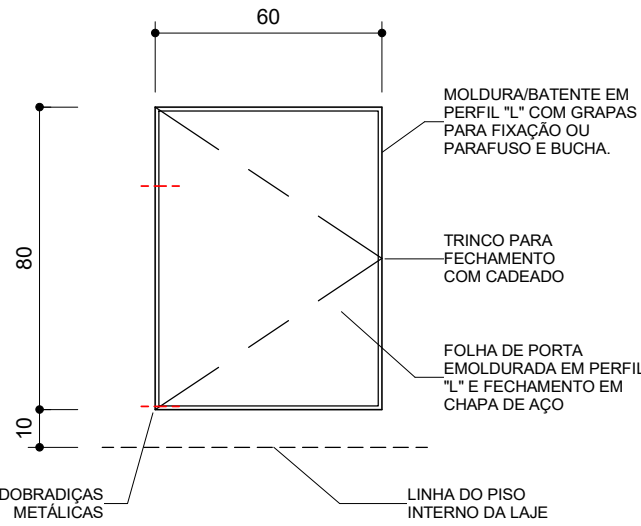 60
MOLDURA/BATENTE EM
PERFIL "L" COM GRAPAS
PARA FIXAÇÃO OU
PARAFUSO E BUCHA.
80
TRINCO PARA
FECHAMENTO
COM CADEADO
FOLHA DE PORTA
EMOLDURADA EM PERFIL
"L" E FECHAMENTO EM
CHAPA DE AÇO
10
DOBRADIÇAS
METÁLICAS
LINHA DO PISO
INTERNO DA LAJE